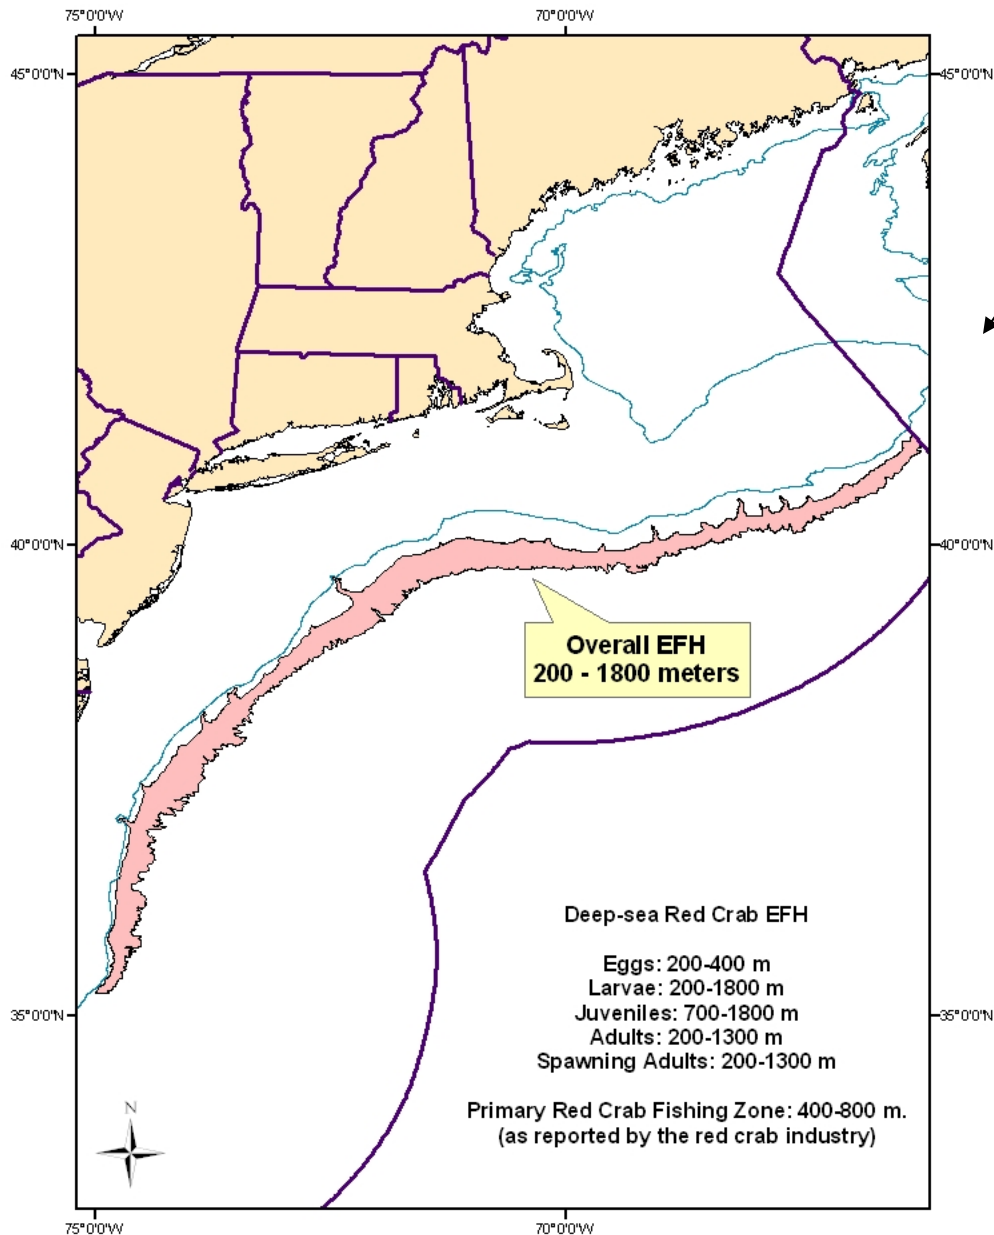 75°0'0"W
70°0'0"W
45°0'0"N
45°0'0"N
40°0'0"N
40°0'0"N
Overall EFH
200 - 1800 meters
Deep-sea Red Crab EFH
Eggs: 200-400 m
Larvae: 200-1800 m
Juveniles: 700-1800 m
35°0'0"N
35°0'0"N
Adults: 200-1300 m
Spawning Adults: 200-1300 m
N
Primary Red Crab Fishing Zone: 400-800 m.
(as reported by the red crab industry)
75°0'0"W
70°0'0"W